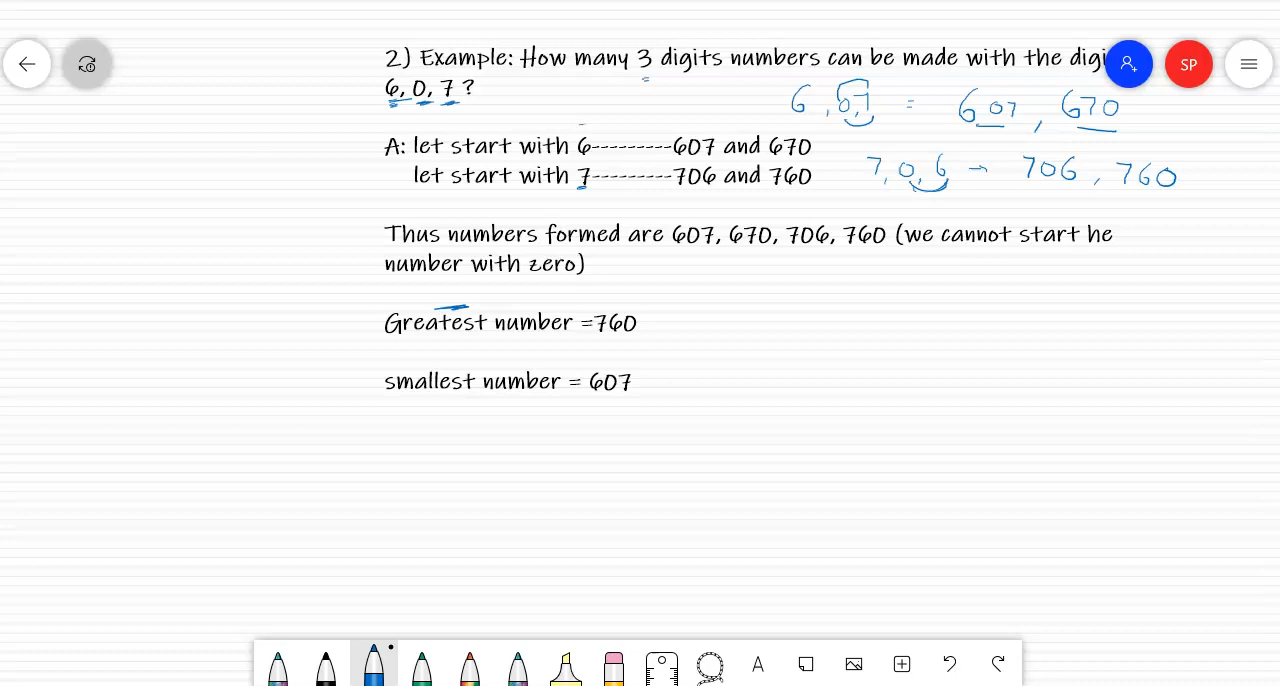 2) Example: How many 3 digits numbers can be made with the digi
SP
6, 0, 7 ?
6 , 0,7 = 607 , 670
A: let start with 6---------607 and 670
let start with 7---------706 and 760
7, 0, 6 → 706 , 760
Thus numbers formed are 607, 670, 706, 760 (we cannot start he
number with zero)
Greatest number =760
smallest number = 607
A